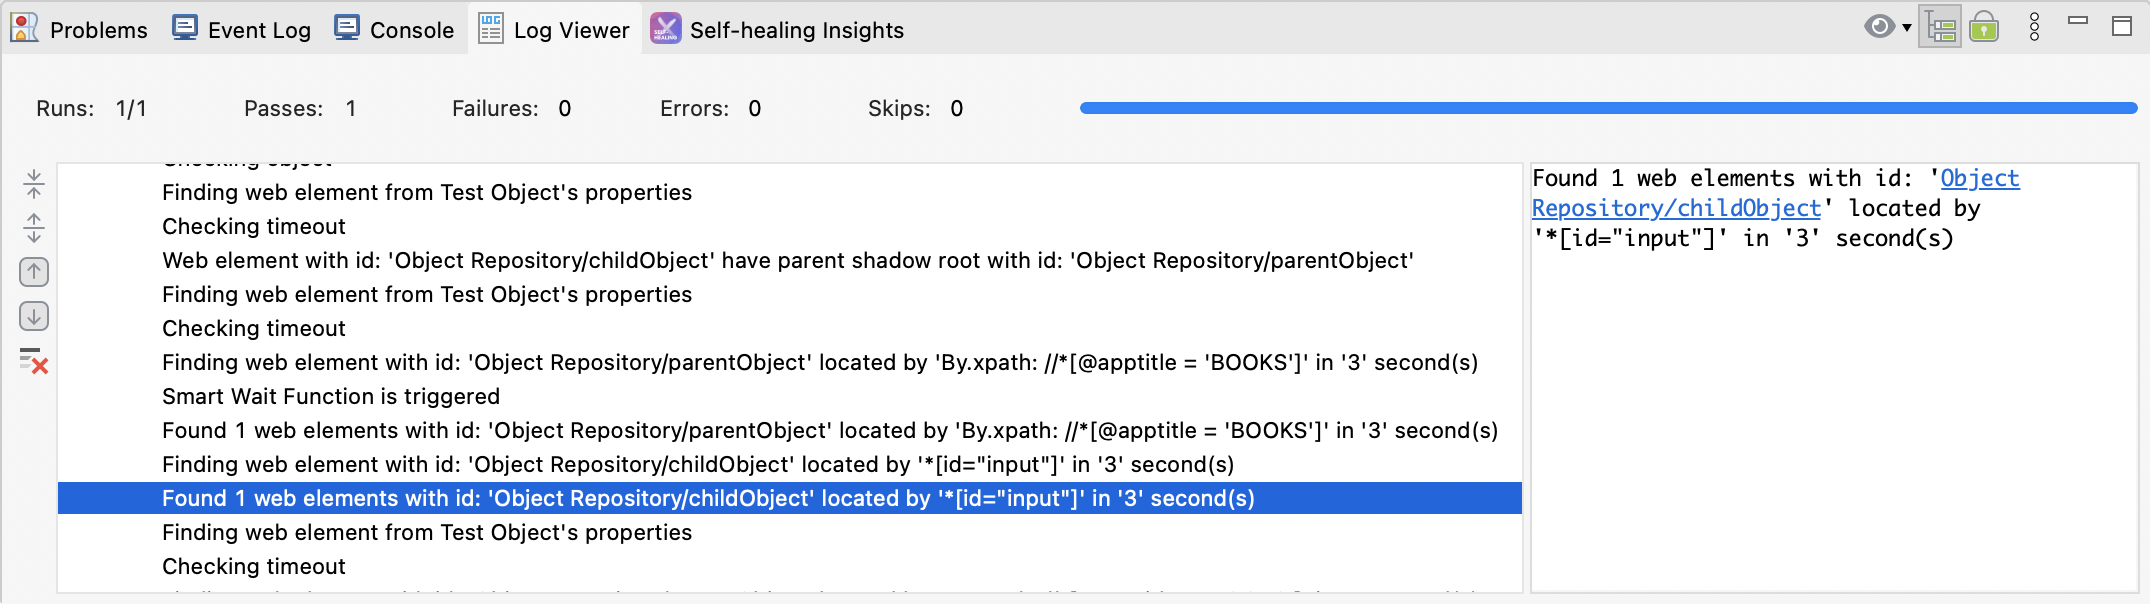 Problems Event Log Console LOG Log Viewer SELF-HEALING Self-healing Insights
Runs: 1/1 Passes: 1 Failures: 0 Errors: 0 Skips: 0
Checking object
Finding web element from Test Object's properties
Checking timeout
Web element with id: 'Object Repository/childObject' have parent shadow root with id: 'Object Repository/parentObject'
Finding web element from Test Object's properties
Checking timeout
Finding web element with id: 'Object Repository/parentObject' located by 'By.xpath: //*[@apptitle = 'BOOKS']' in '3' second(s)
Smart Wait Function is triggered
Found 1 web elements with id: 'Object Repository/parentObject' located by 'By.xpath: //*[@apptitle = 'BOOKS']' in '3' second(s)
Finding web element with id: 'Object Repository/childObject' located by '*[id="input"]' in '3' second(s)
Found 1 web elements with id: 'Object Repository/childObject' located by '*[id="input"]' in '3' second(s)
Finding web element from Test Object's properties
Checking timeout
Found 1 web elements with id: 'Object
Repository/childObject' located by
'*[id="input"]' in '3' second(s)